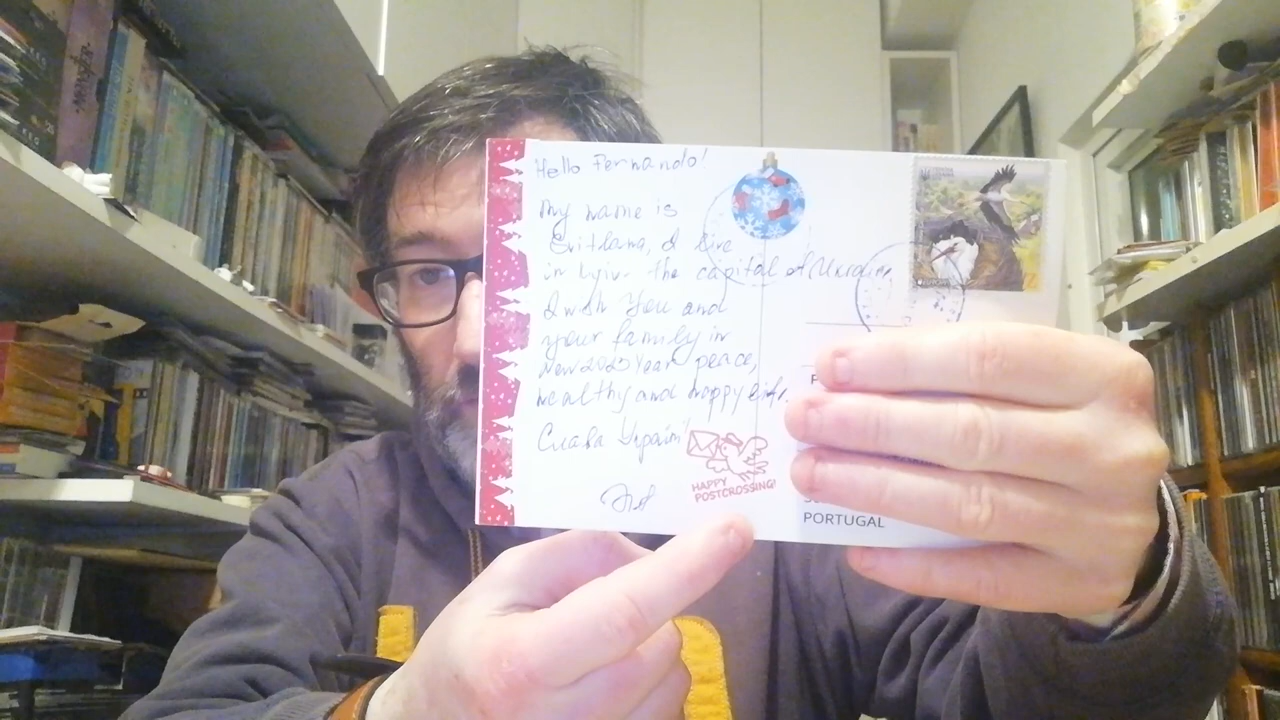 Hello Fernando!
My name is
Svitlana, I live
in Kyiv - the capital of Ukraine.
I wish You and
your family in
New 2023 Year peace,
healthy and happy life.
Слава Україні!
HAPPY
POSTCROSSING!
PORTUGAL